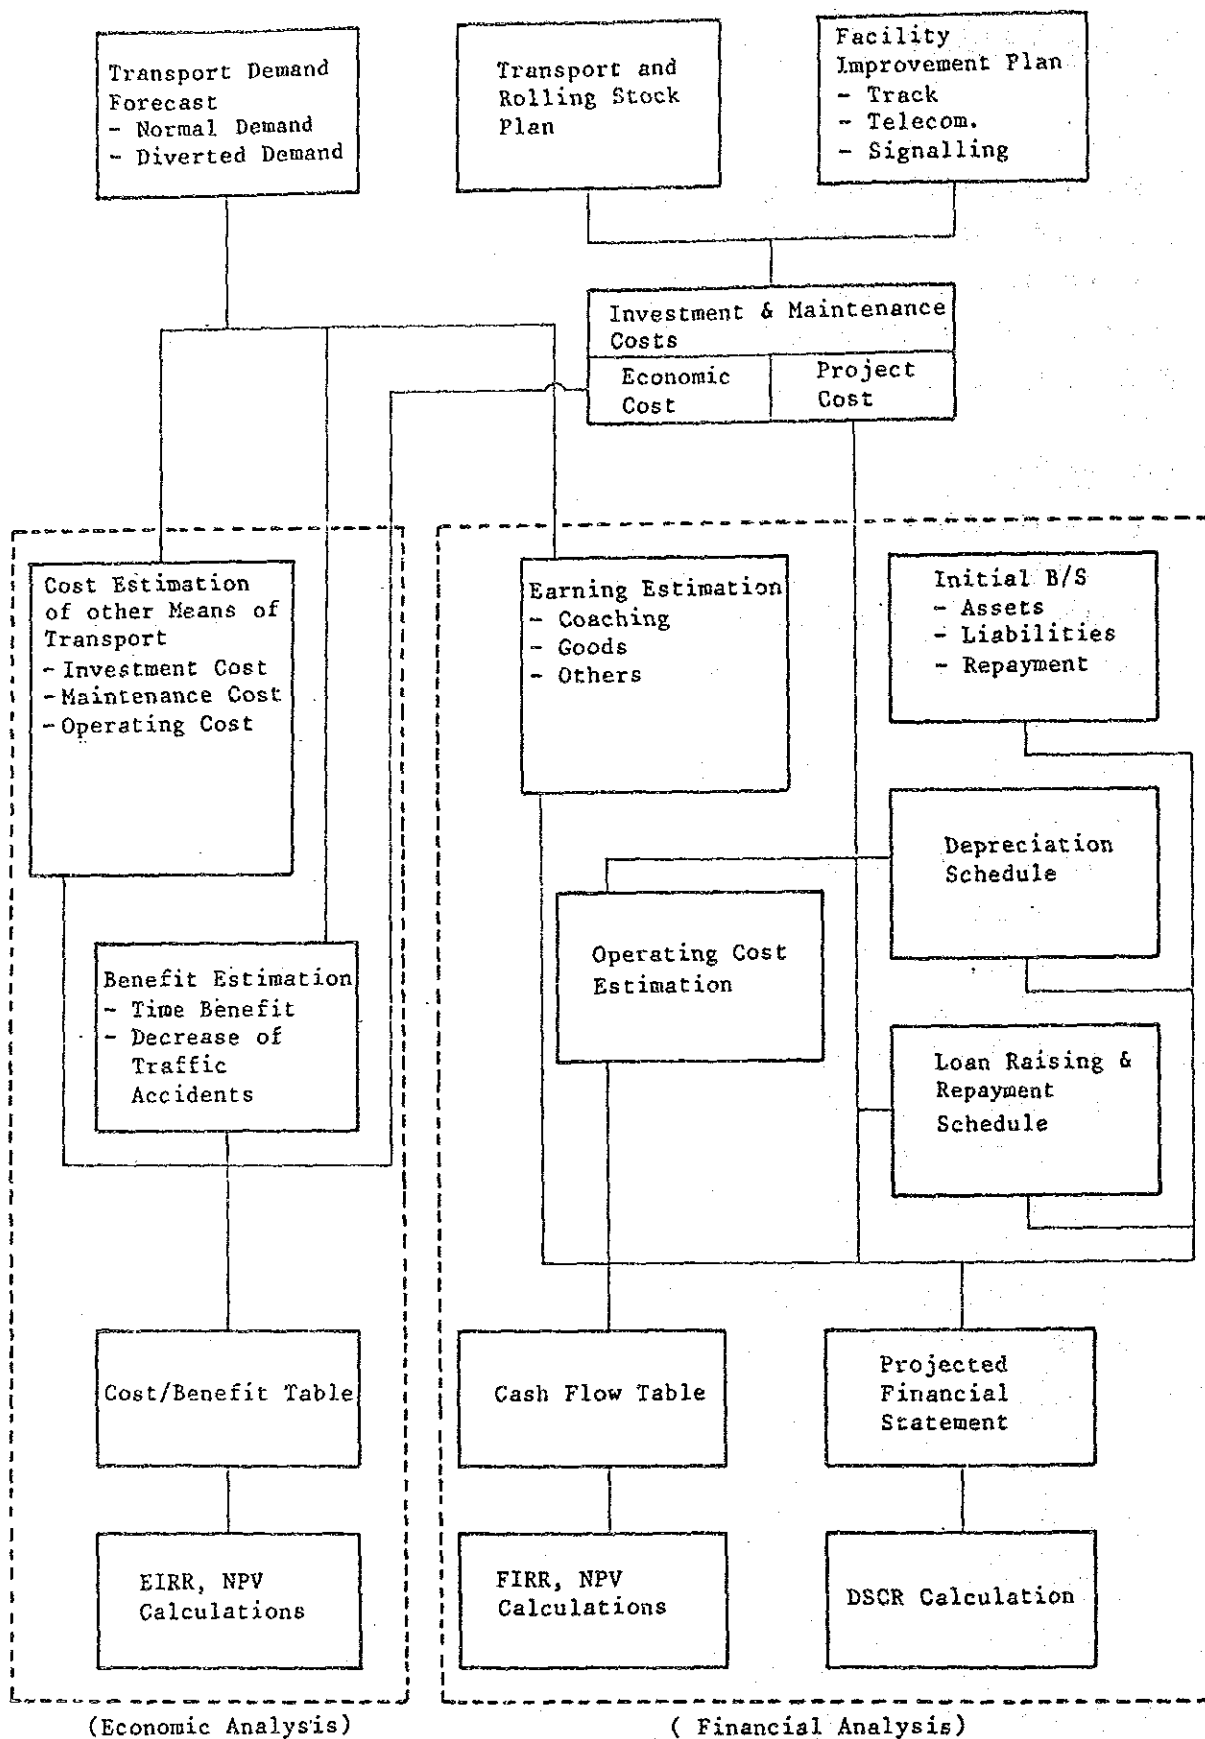 Transport Demand
Forecast
- Normal Demand
- Diverted Demand
Transport and
Rolling Stock
Plan
Facility
Improvement Plan
- Track
- Telecom.
- Signalling
Investment & Maintenance
Costs
Economic
Cost
Project
Cost
Cost Estimation
of other Means of
Transport
- Investment Cost
- Maintenance Cost
- Operating Cost
Earning Estimation
- Coaching
- Goods
- Others
Initial B/S
- Assets
- Liabilities
- Repayment
Depreciation
Schedule
Operating Cost
Estimation
Benefit Estimation
- Time Benefit
- Decrease of
Traffic
Accidents
Loan Raising &
Repayment
Schedule
Cost/Benefit Table
Cash Flow Table
Projected
Financial
Statement
EIRR, NPV
Calculations
FIRR, NPV
Calculations
DSCR Calculation
(Economic Analysis)
( Financial Analysis)